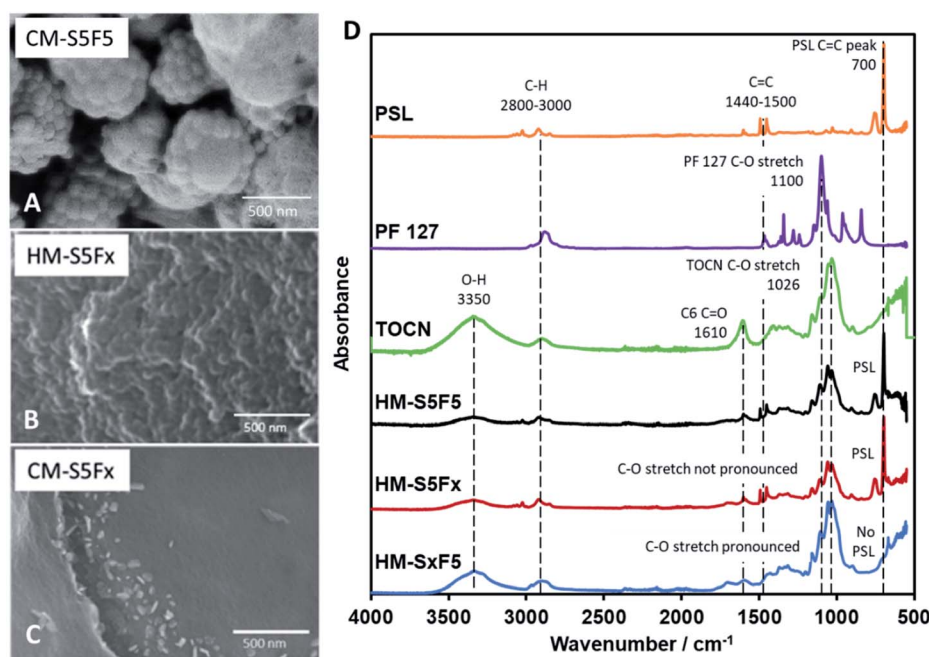 CM-S5F5
A
500 nm
HM-S5Fx
B
500 nm
CM-S5Fx
C
500 nm
D
PSL C=C peak
700
C-H
2800-3000
C=C
1440-1500
PSL
PF 127 C-O stretch
1100
PF 127
TOCN C-O stretch
1026
O-H
3350
C6 C=O
1610
TOCN
PSL
HM-S5F5
PSL
C-O stretch not pronounced
HM-S5Fx
No
PSL
C-O stretch pronounced
HM-SxF5
Absorbance
4000 3500 3000 2500 2000 1500 1000 500
Wavenumber / cm⁻¹